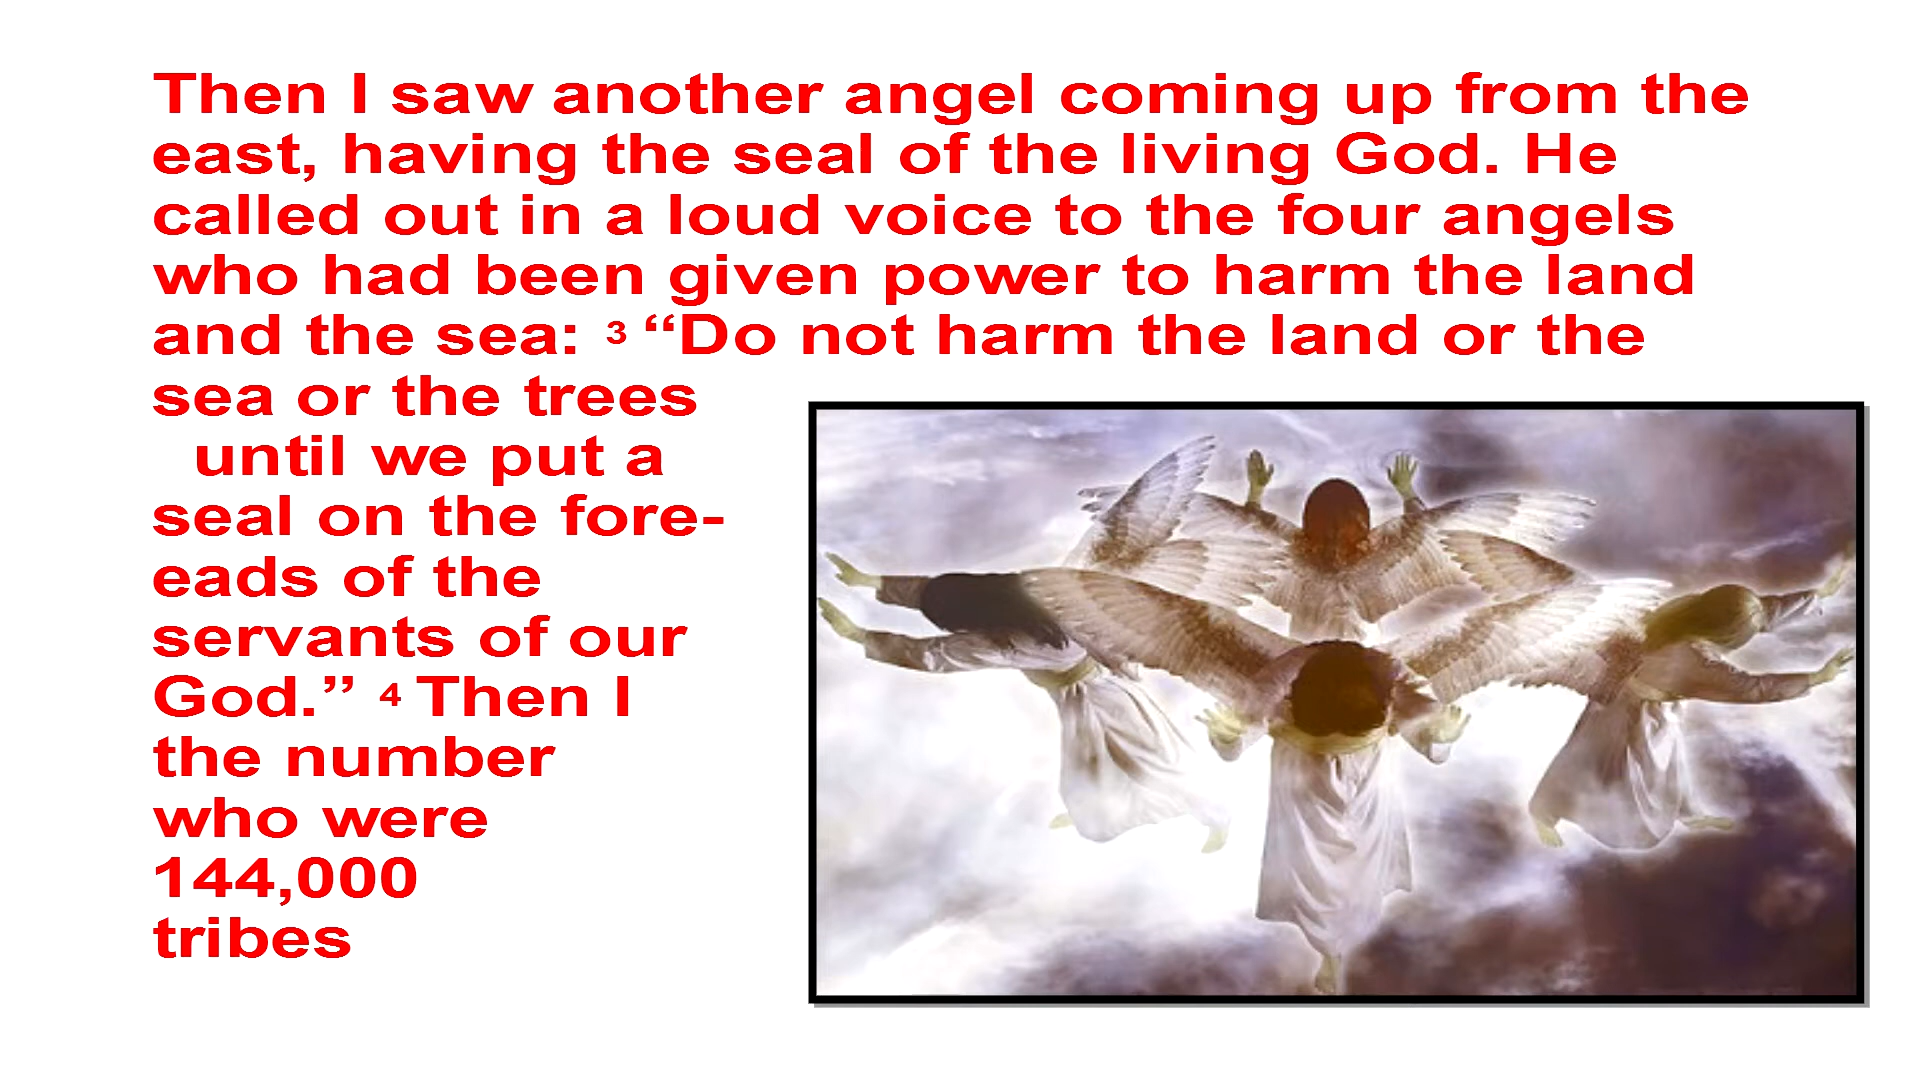 Then I saw another angel coming up from the
east, having the seal of the living God. He
called out in a loud voice to the four angels
who had been given power to harm the land
and the sea: 3 “Do not harm the land or the
sea or the trees
until we put a
seal on the fore-
eads of the
servants of our
God.” 4 Then I
the number
who were
144,000
tribes